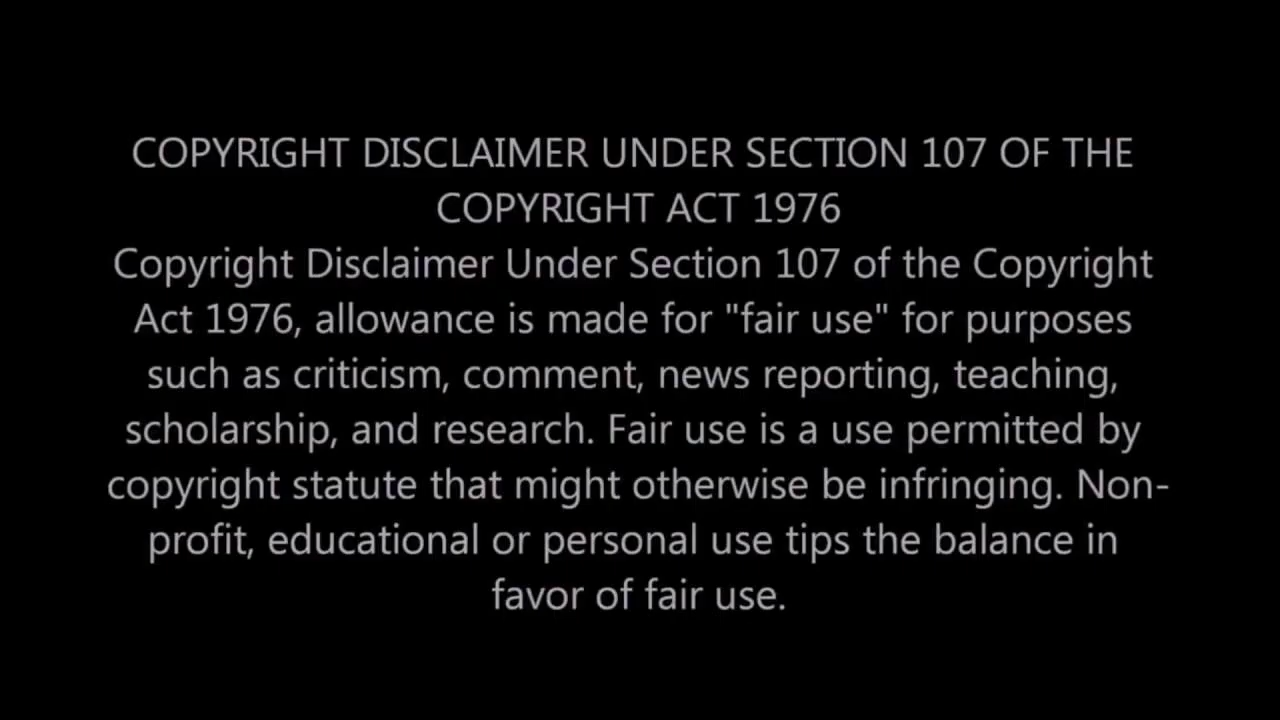 COPYRIGHT DISCLAIMER UNDER SECTION 107 OF THE
COPYRIGHT ACT 1976
Copyright Disclaimer Under Section 107 of the Copyright
Act 1976, allowance is made for "fair use" for purposes
such as criticism, comment, news reporting, teaching,
scholarship, and research. Fair use is a use permitted by
copyright statute that might otherwise be infringing. Non-
profit, educational or personal use tips the balance in
favor of fair use.